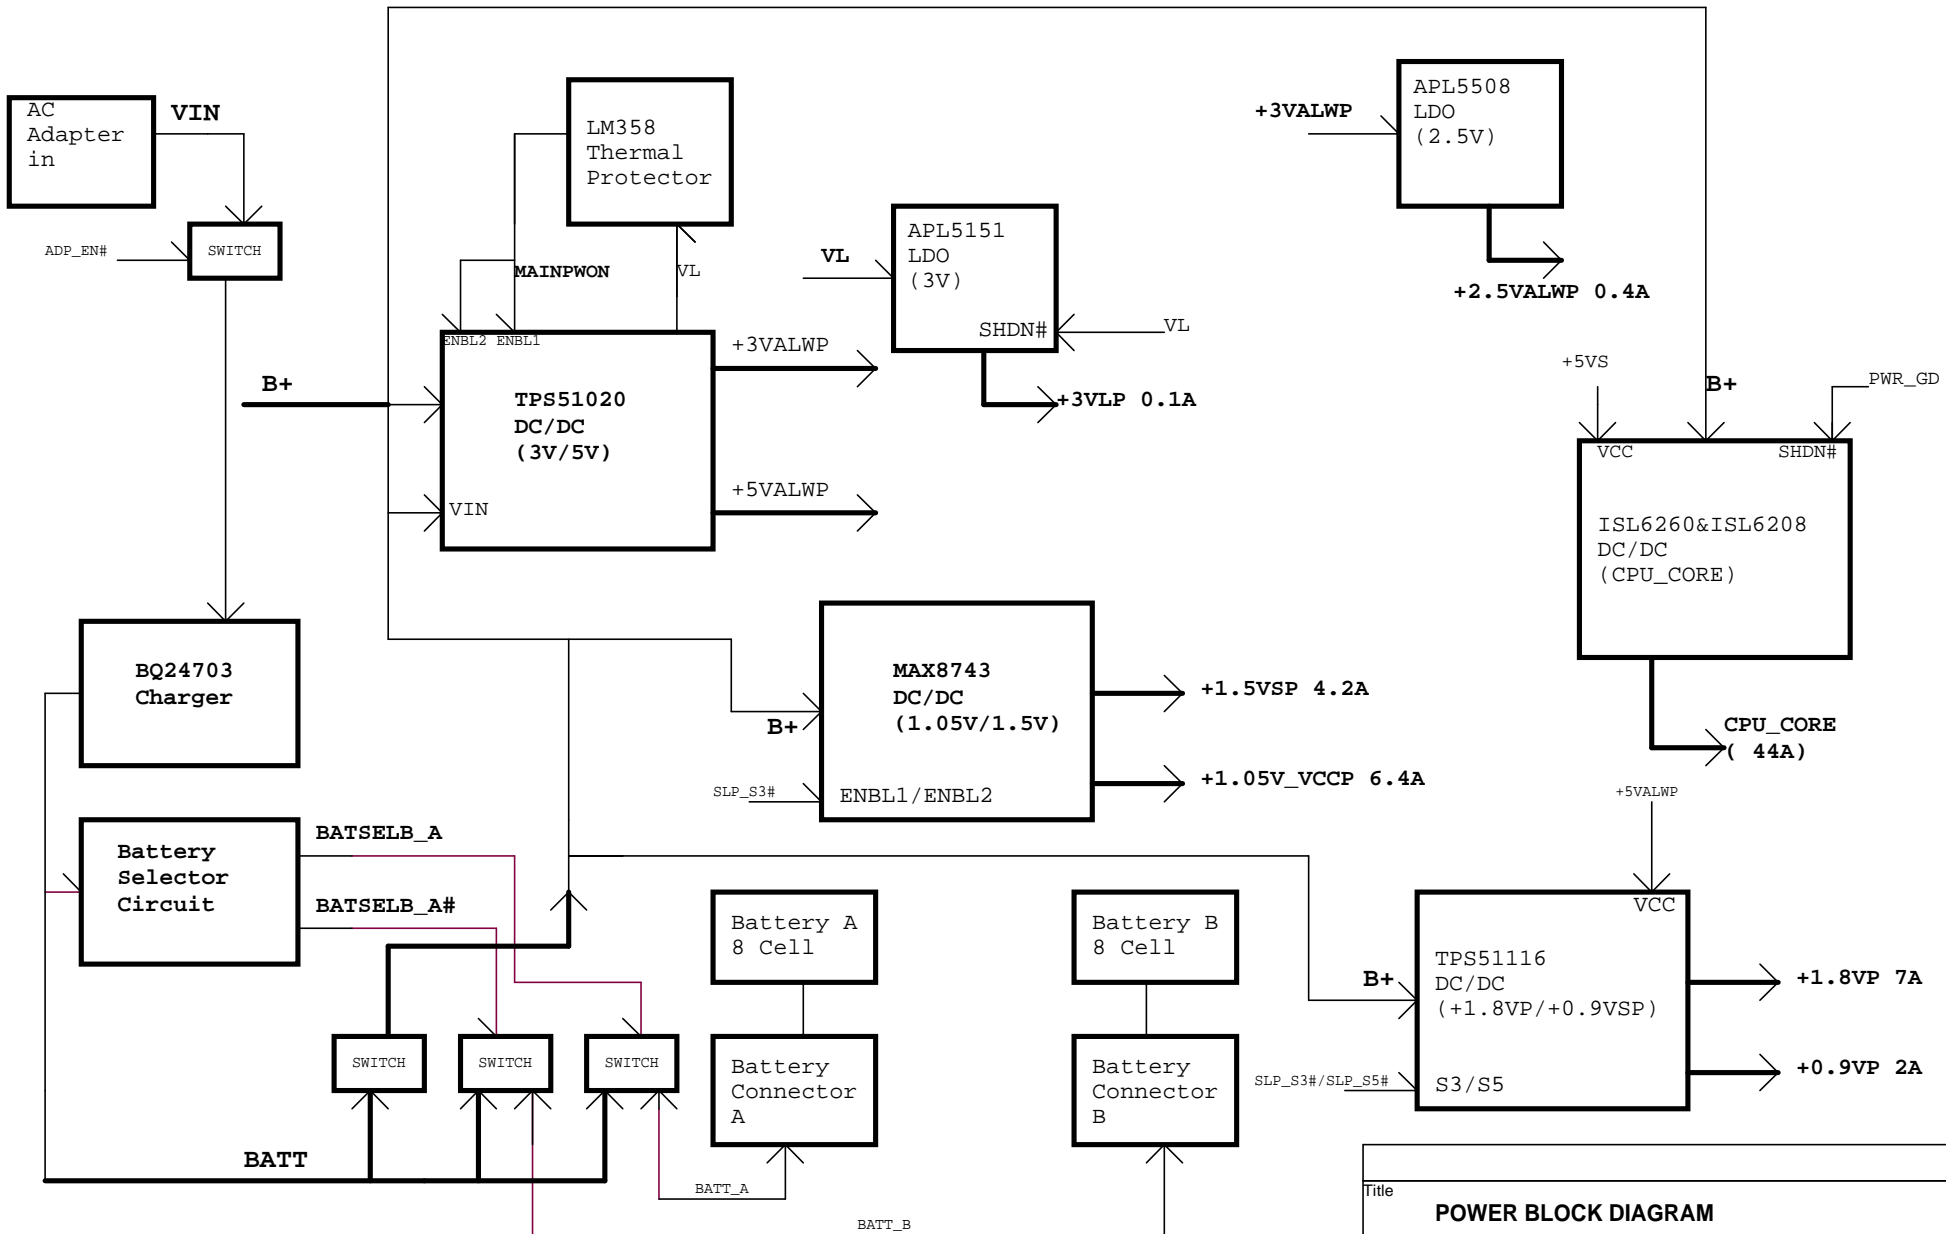 AC
Adapter
in
VIN
ADP_EN#
SWITCH
LM358
Thermal
Protector
MAINPWON
VL
APL5151
LDO
(3V)
SHDN#
VL
VL
+3VLP 0.1A
+3VALWP
APL5508
LDO
(2.5V)
+2.5VALWP 0.4A
B+
ENBL2 ENBL1
TPS51020
DC/DC
(3V/5V)
VIN
+3VALWP
+5VALWP
+5VS
B+
PWR_GD
VCC
SHDN#
ISL6260&ISL6208
DC/DC
(CPU_CORE)
CPU_CORE
( 44A)
BQ24703
Charger
B+
SLP_S3#
MAX8743
DC/DC
(1.05V/1.5V)
ENBL1/ENBL2
+1.5VSP 4.2A
+1.05V_VCCP 6.4A
Battery
Selector
Circuit
BATSELB_A
BATSELB_A#
SWITCH
SWITCH
SWITCH
BATT
Battery A
8 Cell
Battery
Connector
A
BATT_A
Battery B
8 Cell
Battery
Connector
B
BATT_B
+5VALWP
VCC
B+
TPS51116
DC/DC
(+1.8VP/+0.9VSP)
SLP_S3#/SLP_S5#
S3/S5
+1.8VP 7A
+0.9VP 2A
Title
POWER BLOCK DIAGRAM